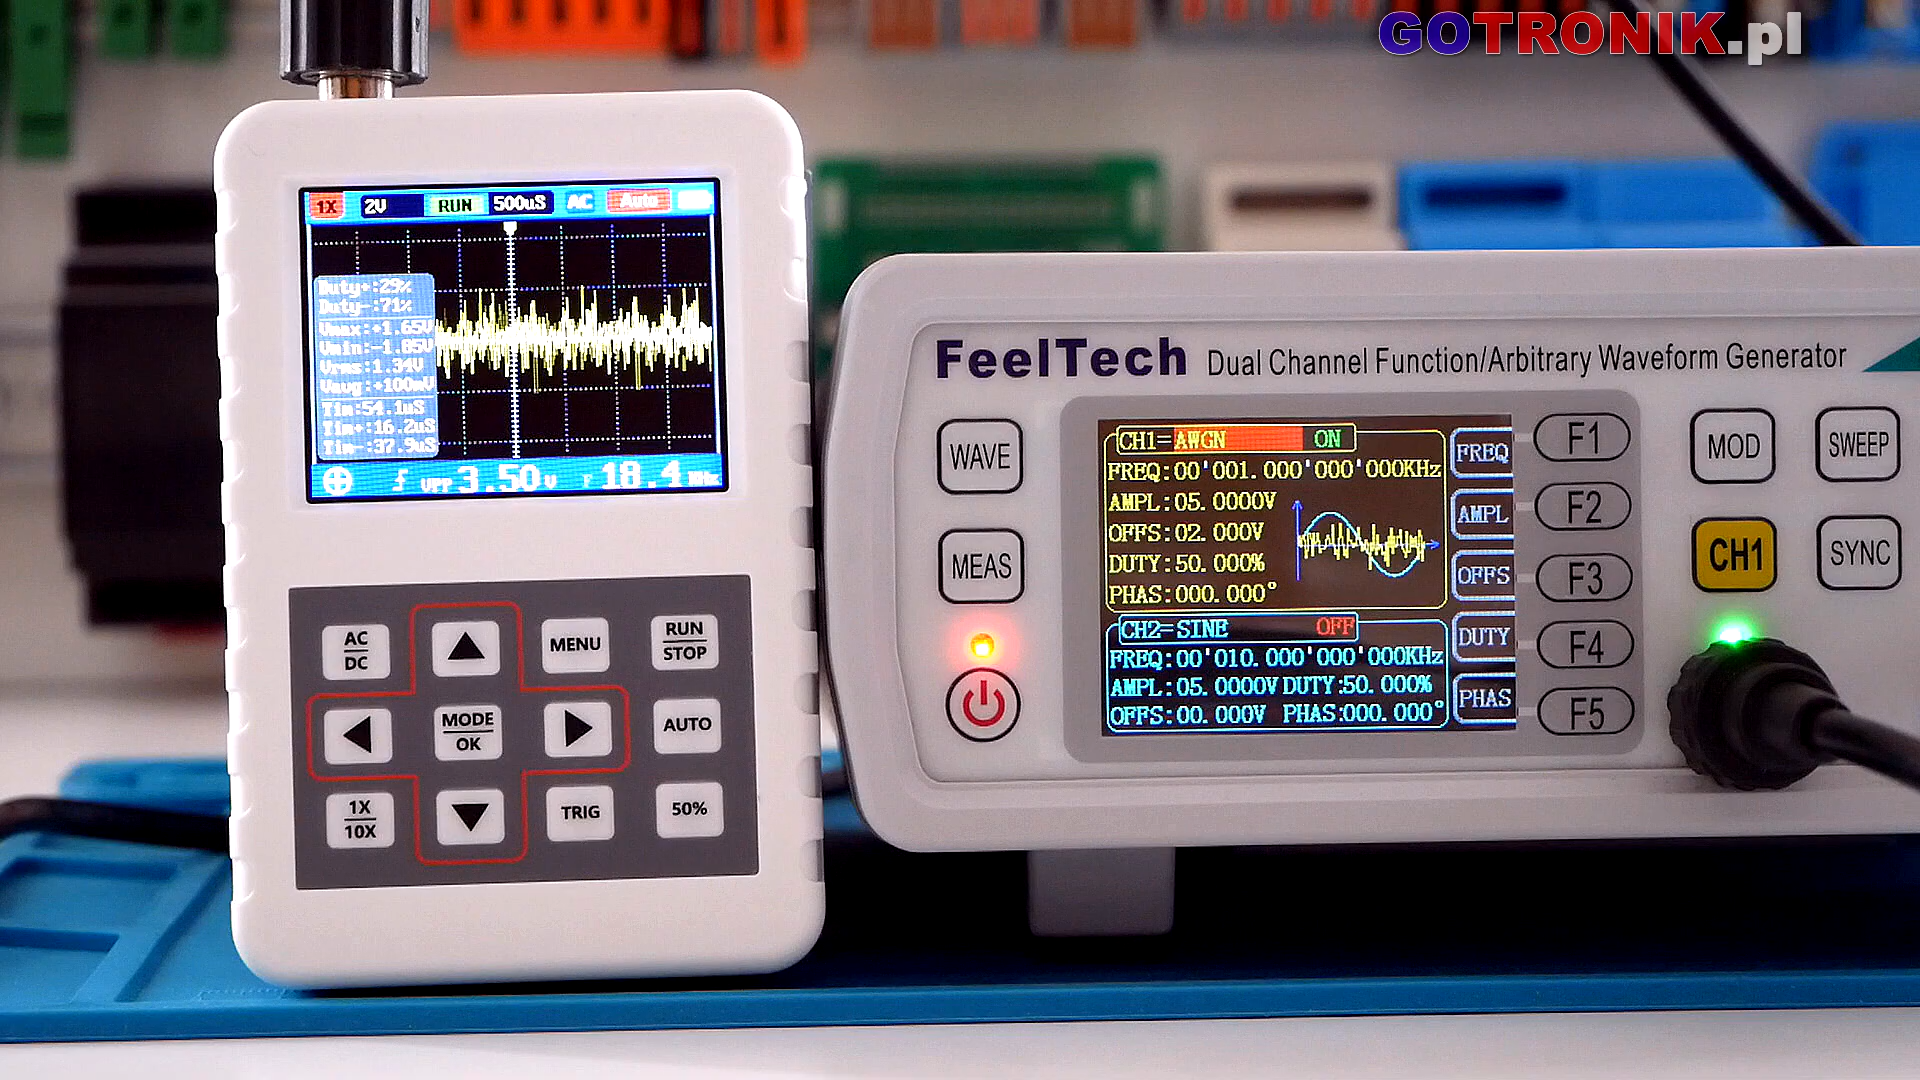 GOTRONIK.pl
1X 2V RUN 500uS AC Auto
Duty+:29%
Duty-:71%
Vmax:+1.65V
Vmin:-1.85V
Vrms:1.34V
Vavg:+100mV
Tim:54.1uS
Tim+:16.2uS
Tim-:37.9uS
VPP 3.50V F 18.4KHz
AC
DC
MENU
RUN
STOP
MODE
OK
AUTO
1X
10X
TRIG
50%
FeelTech Dual Channel Function/Arbitrary Waveform Generator
WAVE
MEAS
CH1=AWGN ON
FREQ:00'001.000'000'000KHz
AMPL:05.0000V
OFFS:02.000V
DUTY:50.000%
PHAS:000.000°
CH2=SINE OFF
FREQ:00'010.000'000'000KHz
AMPL:05.0000V DUTY:50.000%
OFFS:00.000V PHAS:000.000°
FREQ
AMPL
OFFS
DUTY
PHAS
F1
F2
F3
F4
F5
MOD
SWEEP
CH1
SYNC